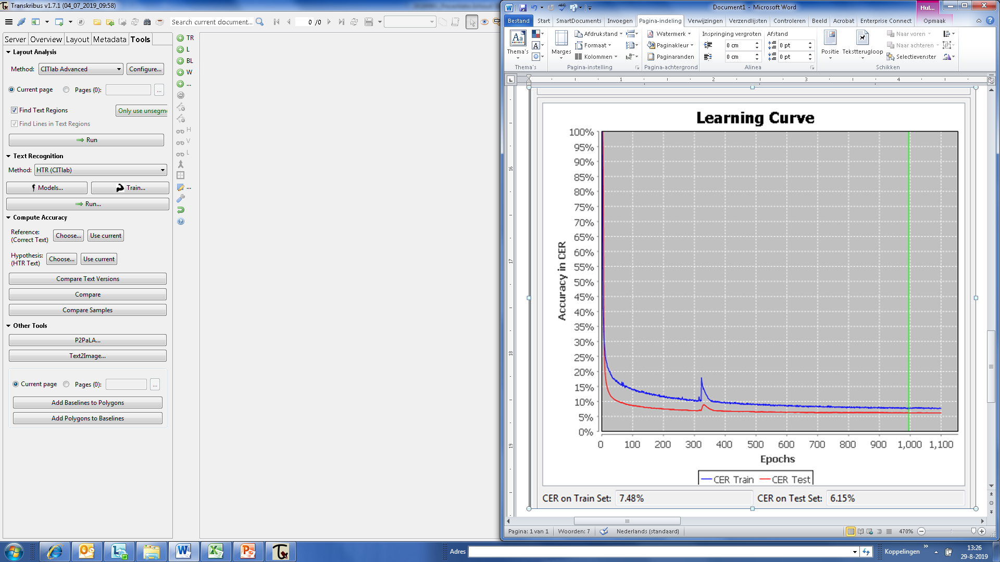 Transkribus v1.7.1 (04_07_2019_09:58)
Search current document...
0 /0
Server Overview Layout Metadata Tools
Layout Analysis
Method: CITlab Advanced Configure...
Current page Pages (0): ...
Find Text Regions Only use unsegm
Find Lines in Text Regions
Run
Text Recognition
Method: HTR (CITlab)
Models... Train...
Run...
Compute Accuracy
Reference:
(Correct Text) Choose... Use current
Hypothesis:
(HTR Text) Choose... Use current
Compare Text Versions
Compare
Compare Samples
Other Tools
P2PaLA...
Text2Image...
Current page Pages (0): ...
Add Baselines to Polygons
Add Polygons to Baselines
TR
L
BL
W
...
H
V
L
...
Document1 - Microsoft Word
Hul...
Bestand Start SmartDocuments Invoegen Pagina-indeling Verwijzingen Verzendlijsten Controleren Beeld Acrobat Enterprise Connect Opmaak
Thema's
Marges
Afdrukstand
Formaat
Kolommen
Watermerk
Paginakleur
Paginaranden
Inspringing vergroten Afstand
0 cm 0 pt
0 cm 0 pt
Positie Tekstterugloop
Naar voren
Naar achteren
Selectievenster
Thema's Pagina-instelling Pagina-achtergrond Alinea Schikken
1 2 3 4
16
17
18
19
Learning Curve
100%
95%
90%
85%
80%
75%
70%
65%
60%
55%
50%
45%
40%
35%
30%
25%
20%
15%
10%
5%
0%
Accuracy in CER
0 100 200 300 400 500 600 700 800 900 1,000 1,100
Epochs
CER Train CER Test
CER on Train Set: 7.48% CER on Test Set: 6.15%
Pagina: 1 van 1 Woorden: 7 Nederlands (standaard) 470%
Adres Koppelingen
13:26
29-8-2019